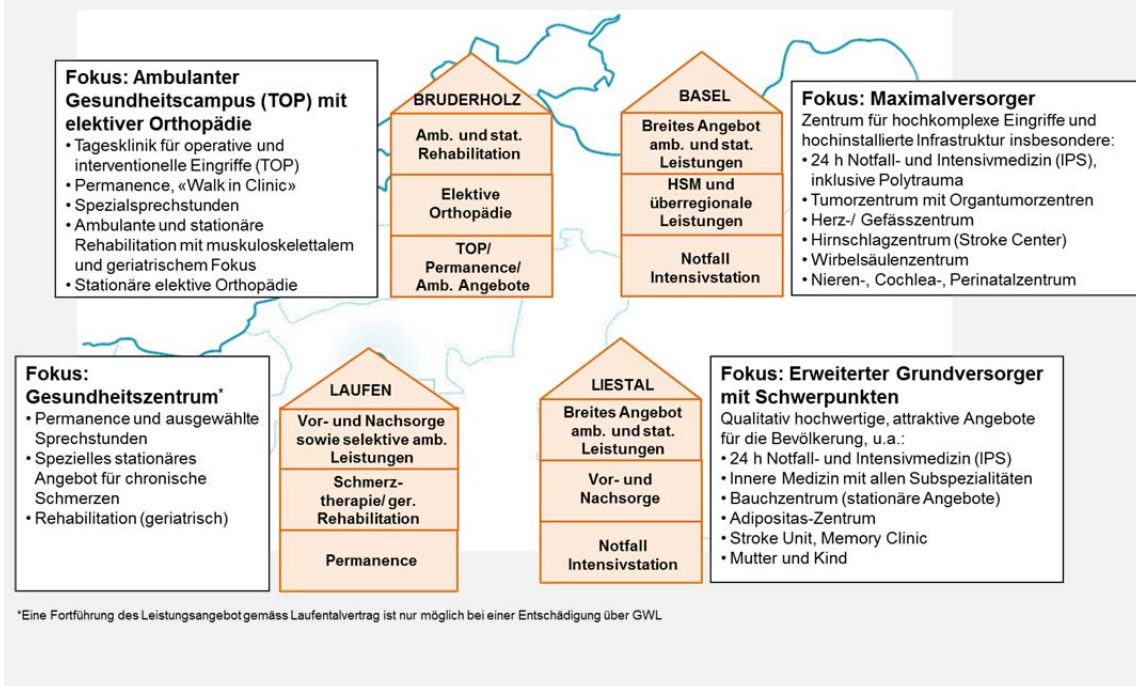 Fokus: Ambulanter
Gesundheitscampus (TOP) mit
elektiver Orthopädie
• Tagesklinik für operative und
interventionelle Eingriffe (TOP)
• Permanence, «Walk in Clinic»
• Spezialsprechstunden
• Ambulante und stationäre
Rehabilitation mit muskuloskelettalem
und geriatrischem Fokus
• Stationäre elektive Orthopädie
BRUDERHOLZ
Amb. und stat.
Rehabilitation
Elektive
Orthopädie
TOP/
Permanence/
Amb. Angebote
BASEL
Breites Angebot
amb. und stat.
Leistungen
HSM und
überregionale
Leistungen
Notfall
Intensivstation
Fokus: Maximalversorger
Zentrum für hochkomplexe Eingriffe und
hochinstallierte Infrastruktur insbesondere:
• 24 h Notfall- und Intensivmedizin (IPS),
inklusive Polytrauma
• Tumorzentrum mit Organtumorzentren
• Herz-/ Gefässzentrum
• Hirnschlagzentrum (Stroke Center)
• Wirbelsäulenzentrum
• Nieren-, Cochlea-, Perinatalzentrum
Fokus:
Gesundheitszentrum*
• Permanence und ausgewählte
Sprechstunden
• Spezielles stationäres
Angebot für chronische
Schmerzen
• Rehabilitation (geriatrisch)
LAUFEN
Vor- und Nachsorge
sowie selektive amb.
Leistungen
Schmerz-
therapie/ ger.
Rehabilitation
Permanence
LIESTAL
Breites Angebot
amb. und stat.
Leistungen
Vor- und
Nachsorge
Notfall
Intensivstation
Fokus: Erweiterter Grundversorger
mit Schwerpunkten
Qualitativ hochwertige, attraktive Angebote
für die Bevölkerung, u.a.:
• 24 h Notfall- und Intensivmedizin (IPS)
• Innere Medizin mit allen Subspezialitäten
• Bauchzentrum (stationäre Angebote)
• Adipositas-Zentrum
• Stroke Unit, Memory Clinic
• Mutter und Kind
*Eine Fortführung des Leistungsangebot gemäss Laufentalvertrag ist nur möglich bei einer Entschädigung über GWL